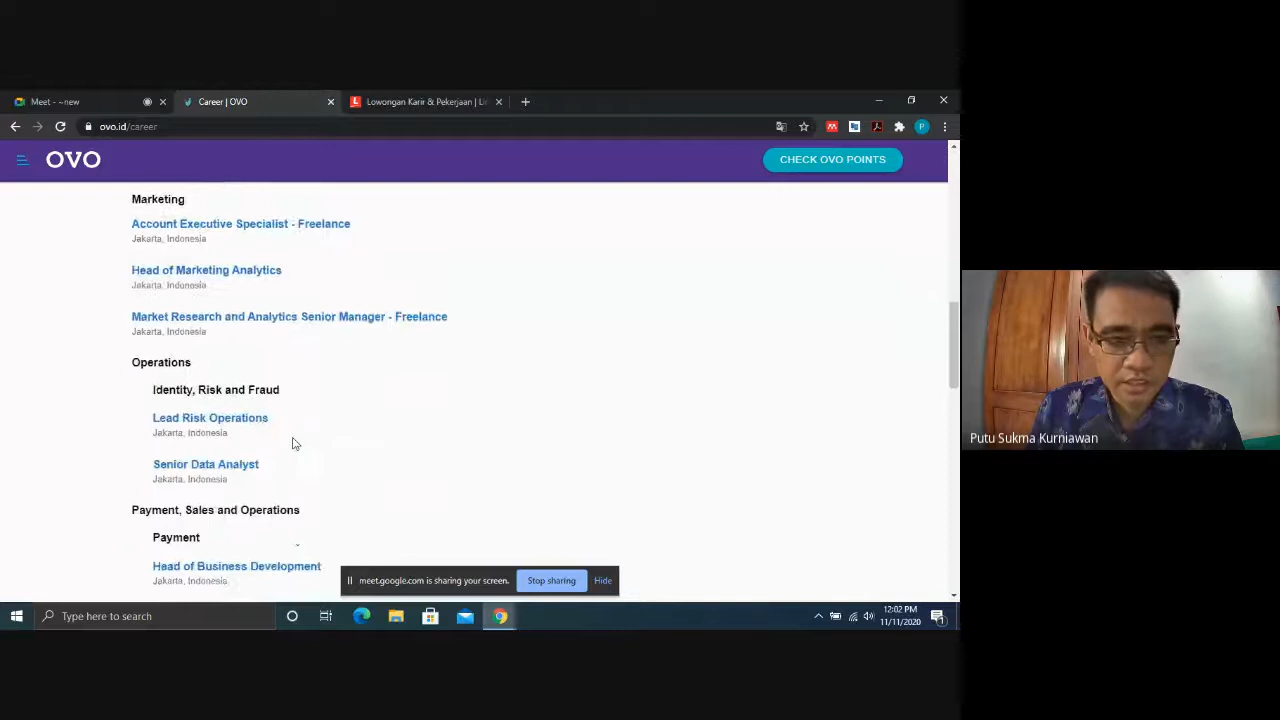 Meet - ~new
Career | OVO
Lowongan Karir & Pekerjaan | Li
ovo.id/career
P
OVO
CHECK OVO POINTS
Marketing
Account Executive Specialist - Freelance
Jakarta, Indonesia
Head of Marketing Analytics
Jakarta, Indonesia
Market Research and Analytics Senior Manager - Freelance
Jakarta, Indonesia
Operations
Identity, Risk and Fraud
Lead Risk Operations
Jakarta, Indonesia
Senior Data Analyst
Jakarta, Indonesia
Payment, Sales and Operations
Payment
Head of Business Development
Jakarta, Indonesia
meet.google.com is sharing your screen.
Stop sharing
Hide
Putu Sukma Kurniawan
Type here to search
12:02 PM
11/11/2020
1